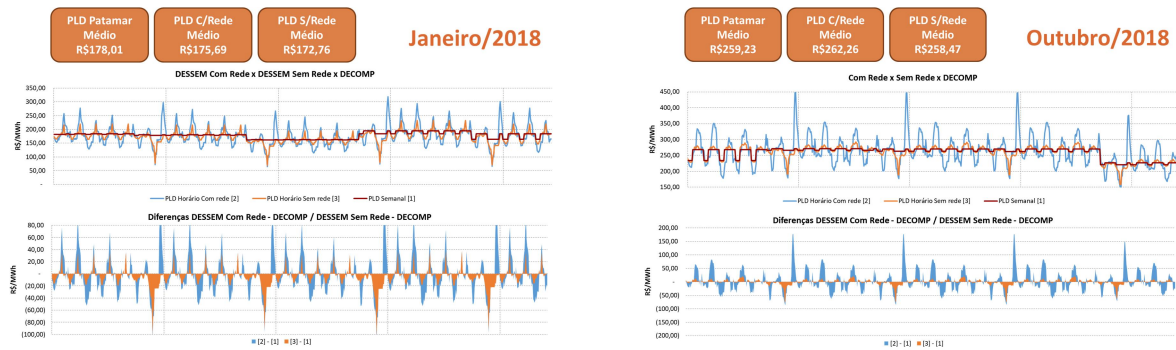 PLD Patamar
Médio
R$178,01
PLD C/Rede
Médio
R$175,69
PLD S/Rede
Médio
R$172,76
Janeiro/2018
DESSEM Com Rede x DESSEM Sem Rede x DECOMP
350,00
300,00
250,00
200,00
150,00
100,00
50,00
-
R$/MWh
PLD Horário Com rede [2]
PLD Horário Sem rede [3]
PLD Semanal [1]
Diferenças DESSEM Com Rede - DECOMP / DESSEM Sem Rede - DECOMP
80,00
60,00
40,00
20,00
-
(20,00)
(40,00)
(60,00)
(80,00)
(100,00)
R$/MWh
[2] - [1]
[3] - [1]
PLD Patamar
Médio
R$259,23
PLD C/Rede
Médio
R$262,26
PLD S/Rede
Médio
R$258,47
Outubro/2018
Com Rede x Sem Rede x DECOMP
450,00
400,00
350,00
300,00
250,00
200,00
150,00
R$/MWh
PLD Horário Com rede [2]
PLD Horário Sem rede [3]
PLD Semanal [1]
Diferenças DESSEM Com Rede - DECOMP / DESSEM Sem Rede - DECOMP
200,00
150,00
100,00
50,00
-
(50,00)
(100,00)
(150,00)
(200,00)
R$/MWh
[2] - [1]
[3] - [1]